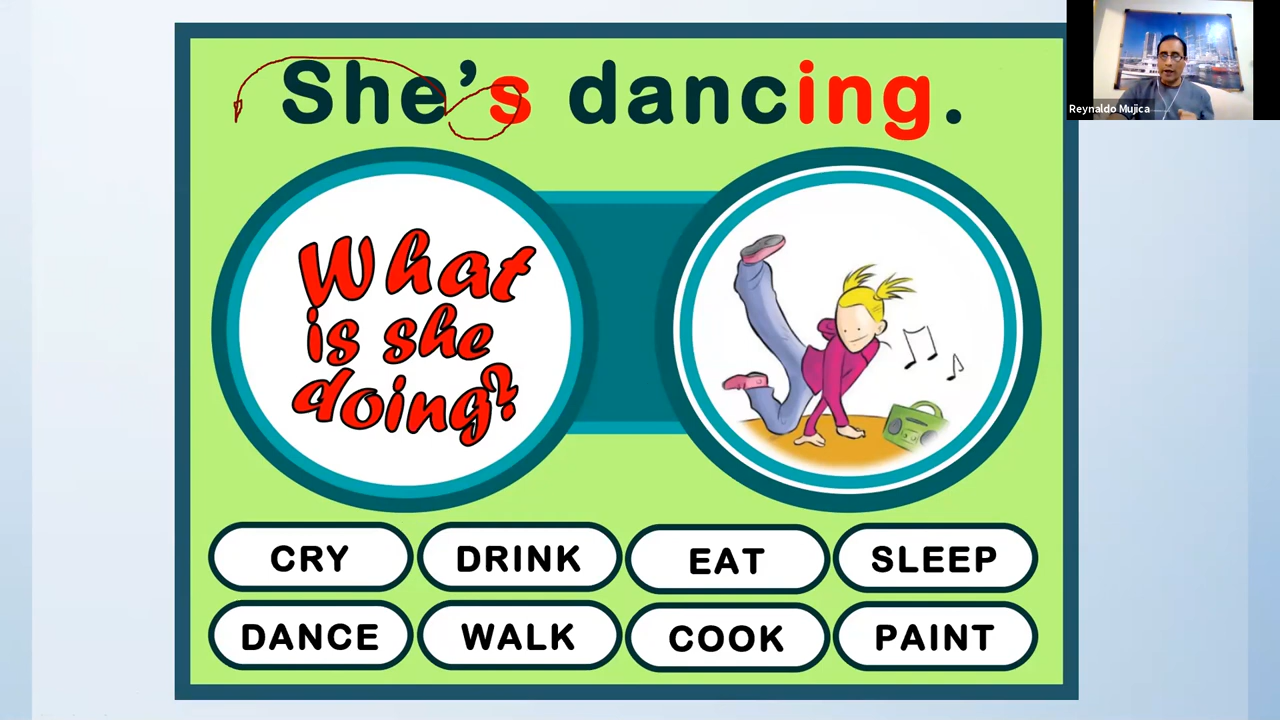 She's dancing.
Reynaldo Mujica
What
is she
doing?
CRY DRINK EAT SLEEP
DANCE WALK COOK PAINT